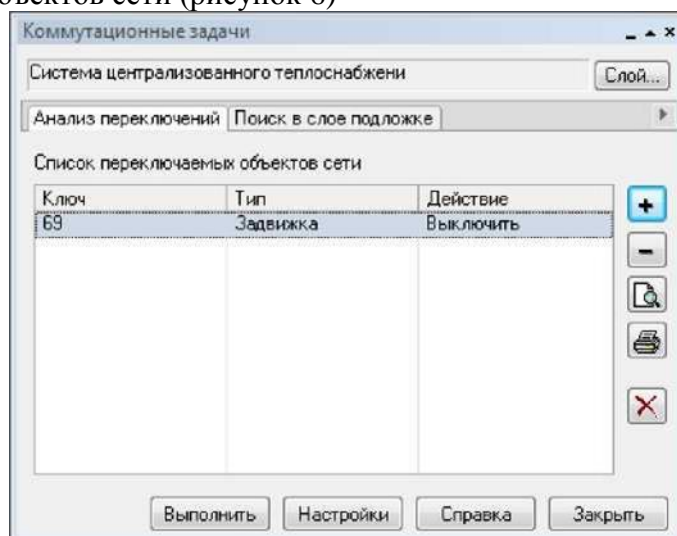 объектов сети (рисунок 6)
Коммутационные задачи
Система централизованного теплоснабжени
Слой...
Анализ переключений Поиск в слое подложке
Список переключаемых объектов сети
Ключ Тип Действие
69 Задвижка Выключить
Выполнить Настройки Справка Закрыть